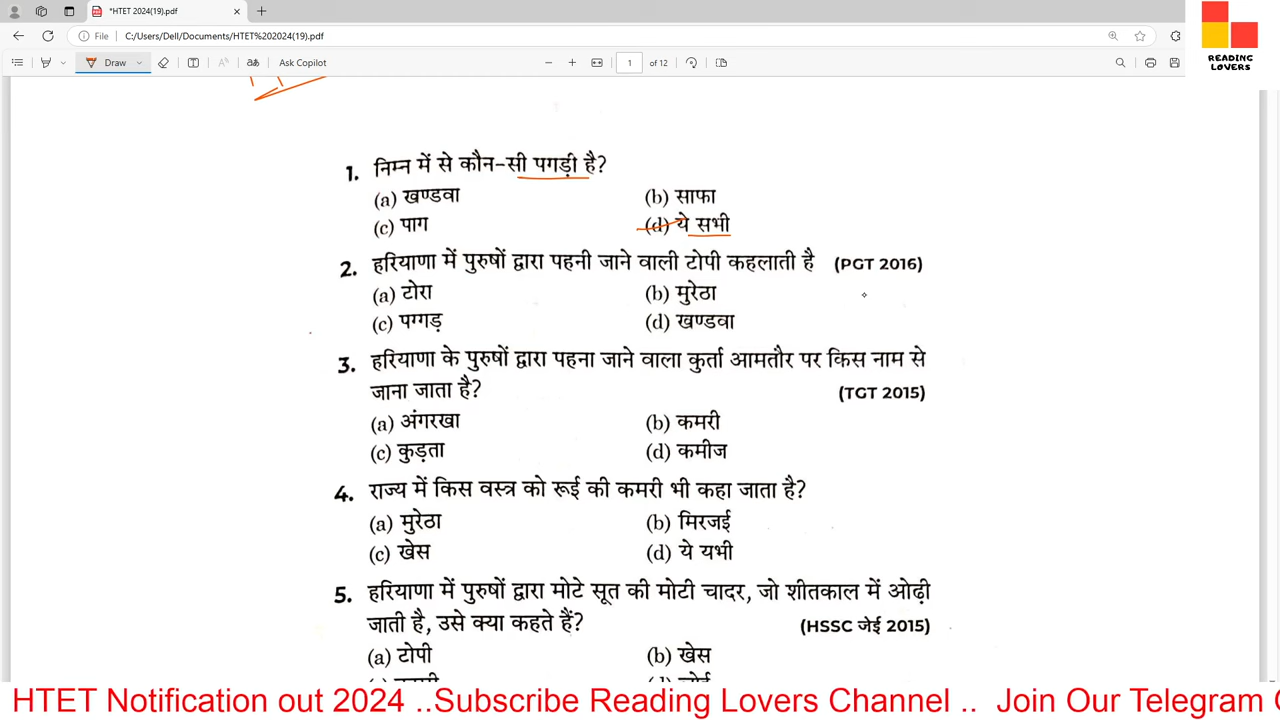 *HTET 2024(19).pdf
File C:/Users/Dell/Documents/HTET%202024(19).pdf
Draw Ask Copilot 1 of 12
READING
LOVERS
1. निम्न में से कौन-सी पगड़ी है?
(a) खण्डवा (b) साफा
(c) पाग (d) ये सभी
2. हरियाणा में पुरुषों द्वारा पहनी जाने वाली टोपी कहलाती है (PGT 2016)
(a) टोरा (b) मुरेठा
(c) पग्गड़ (d) खण्डवा
3. हरियाणा के पुरुषों द्वारा पहना जाने वाला कुर्ता आमतौर पर किस नाम से
जाना जाता है? (TGT 2015)
(a) अंगरखा (b) कमरी
(c) कुड़ता (d) कमीज
4. राज्य में किस वस्त्र को रूई की कमरी भी कहा जाता है?
(a) मुरेठा (b) मिरजई
(c) खेस (d) ये यभी
5. हरियाणा में पुरुषों द्वारा मोटे सूत की मोटी चादर, जो शीतकाल में ओढ़ी
जाती है, उसे क्या कहते हैं? (HSSC जेई 2015)
(a) टोपी (b) खेस
HTET Notification out 2024 ..Subscribe Reading Lovers Channel .. Join Our Telegram